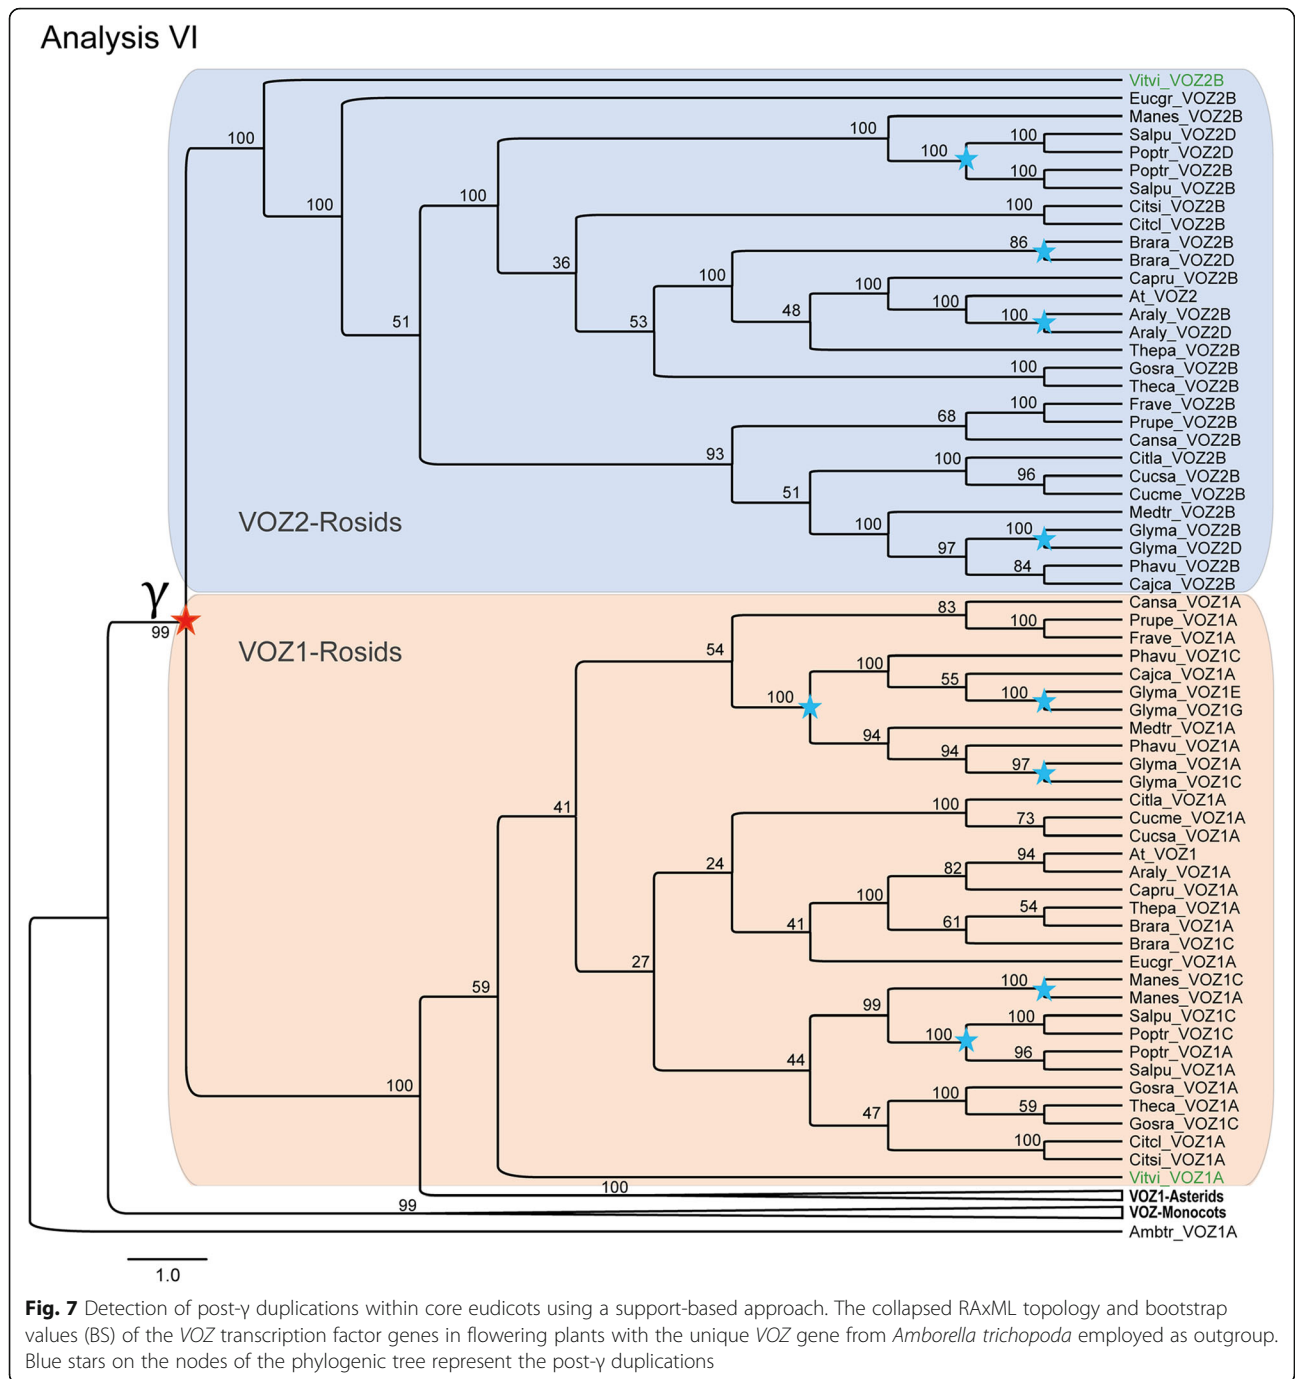 Analysis VI
Vitvi_VOZ2B
Eucgr_VOZ2B
Manes_VOZ2B
100
Salpu_VOZ2D
100
100
Poptr_VOZ2D
100
Poptr_VOZ2B
100
100
Salpu_VOZ2B
100
Citsi_VOZ2B
100
100
Citcl_VOZ2B
Brara_VOZ2B
86
Brara_VOZ2D
36
100
Capru_VOZ2B
100
At_VOZ2
100
Araly_VOZ2B
48
100
51
53
Araly_VOZ2D
Thepa_VOZ2B
Gosra_VOZ2B
100
Theca_VOZ2B
Frave_VOZ2B
100
68
Prupe_VOZ2B
Cansa_VOZ2B
93
Citla_VOZ2B
100
Cucsa_VOZ2B
96
51
Cucme_VOZ2B
VOZ2-Rosids
Medtr_VOZ2B
100
Glyma_VOZ2B
100
97
Glyma_VOZ2D
Phavu_VOZ2B
84
Cajca_VOZ2B
γ
Cansa_VOZ1A
83
Prupe_VOZ1A
100
99
Frave_VOZ1A
VOZ1-Rosids
54
Phavu_VOZ1C
100
Cajca_VOZ1A
55
Glyma_VOZ1E
100
100
Glyma_VOZ1G
Medtr_VOZ1A
94
Phavu_VOZ1A
94
Glyma_VOZ1A
97
Glyma_VOZ1C
Citla_VOZ1A
41
100
Cucme_VOZ1A
73
Cucsa_VOZ1A
At_VOZ1
94
24
82
Araly_VOZ1A
Capru_VOZ1A
100
Thepa_VOZ1A
54
41
61
Brara_VOZ1A
Brara_VOZ1C
27
Eucgr_VOZ1A
Manes_VOZ1C
100
59
Manes_VOZ1A
99
Salpu_VOZ1C
100
100
Poptr_VOZ1C
Poptr_VOZ1A
96
44
Salpu_VOZ1A
100
Gosra_VOZ1A
100
Theca_VOZ1A
59
47
Gosra_VOZ1C
Citcl_VOZ1A
100
Citsi_VOZ1A
Vitvi_VOZ1A
100
VOZ1-Asterids
99
VOZ-Monocots
Ambtr_VOZ1A
1.0
Fig. 7 Detection of post-γ duplications within core eudicots using a support-based approach. The collapsed RAxML topology and bootstrap
values (BS) of the VOZ transcription factor genes in flowering plants with the unique VOZ gene from Amborella trichopoda employed as outgroup.
Blue stars on the nodes of the phylogenic tree represent the post-γ duplications